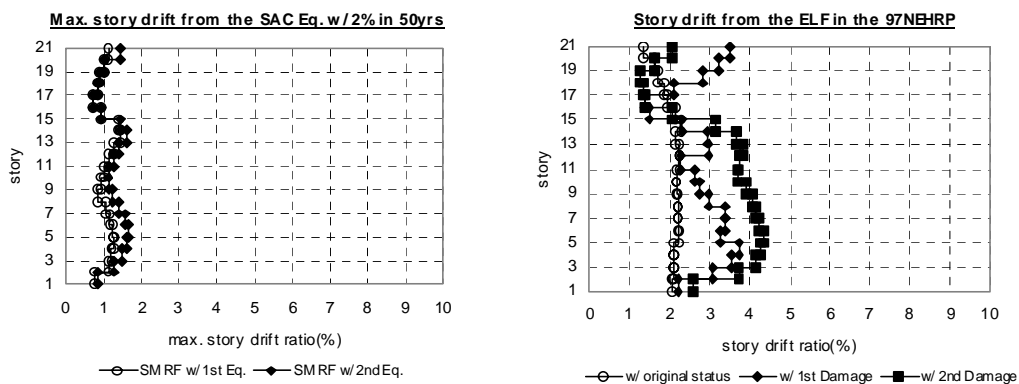 Max. story drift from the SAC Eq. w/ 2% in 50yrs
21
19
17
15
13
11
9
7
5
3
1
story
0 1 2 3 4 5 6 7 8 9 10
max. story drift ratio(%)
SMRF w/ 1st Eq. SMRF w/ 2nd Eq.
Story drift from the ELF in the 97NEHRP
21
19
17
15
13
11
9
7
5
3
1
story
0 1 2 3 4 5 6 7 8 9 10
story drift ratio(%)
w/ original status w/ 1st Damage w/ 2nd Damage